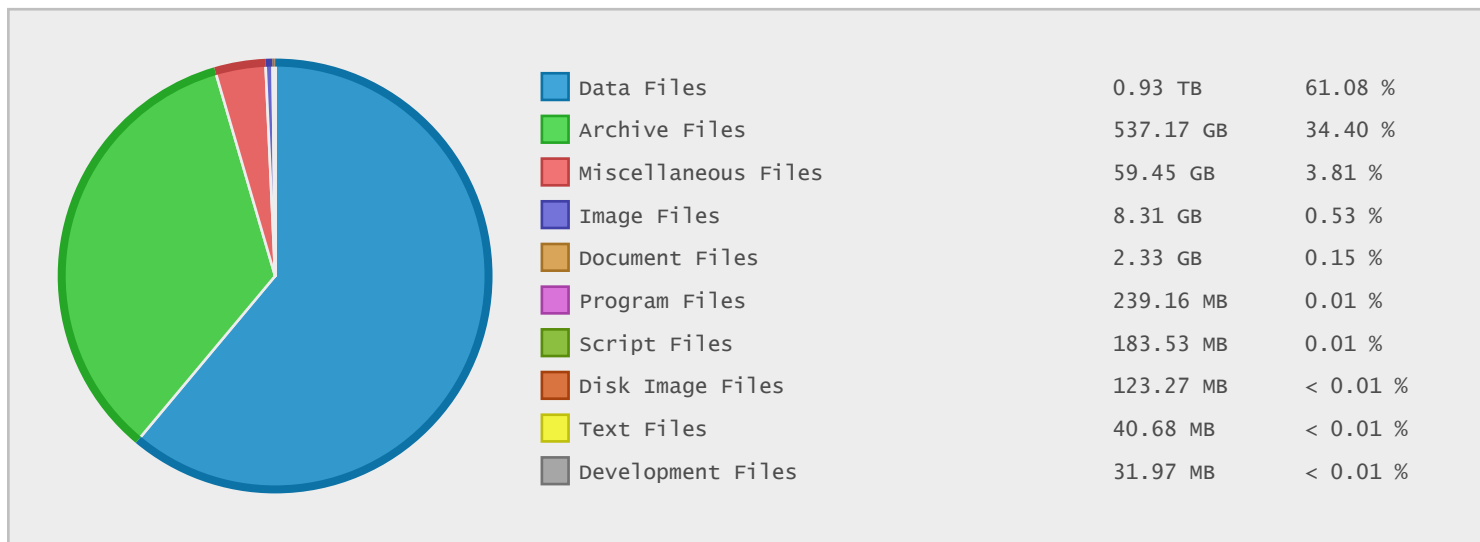 Data Files 0.93 TB 61.08 %
Archive Files 537.17 GB 34.40 %
Miscellaneous Files 59.45 GB 3.81 %
Image Files 8.31 GB 0.53 %
Document Files 2.33 GB 0.15 %
Program Files 239.16 MB 0.01 %
Script Files 183.53 MB 0.01 %
Disk Image Files 123.27 MB < 0.01 %
Text Files 40.68 MB < 0.01 %
Development Files 31.97 MB < 0.01 %